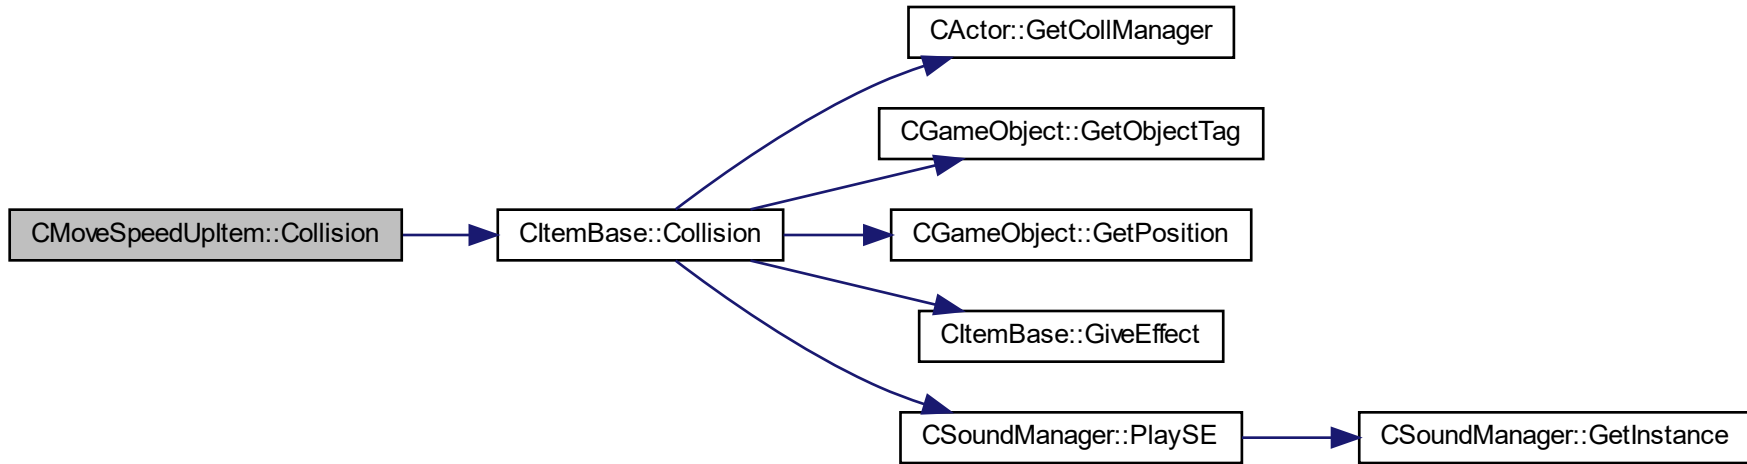 CActor::GetCollManager
CGameObject::GetObjectTag
CMoveSpeedUpItem::Collision
CItemBase::Collision
CGameObject::GetPosition
CItemBase::GiveEffect
CSoundManager::PlaySE
CSoundManager::GetInstance